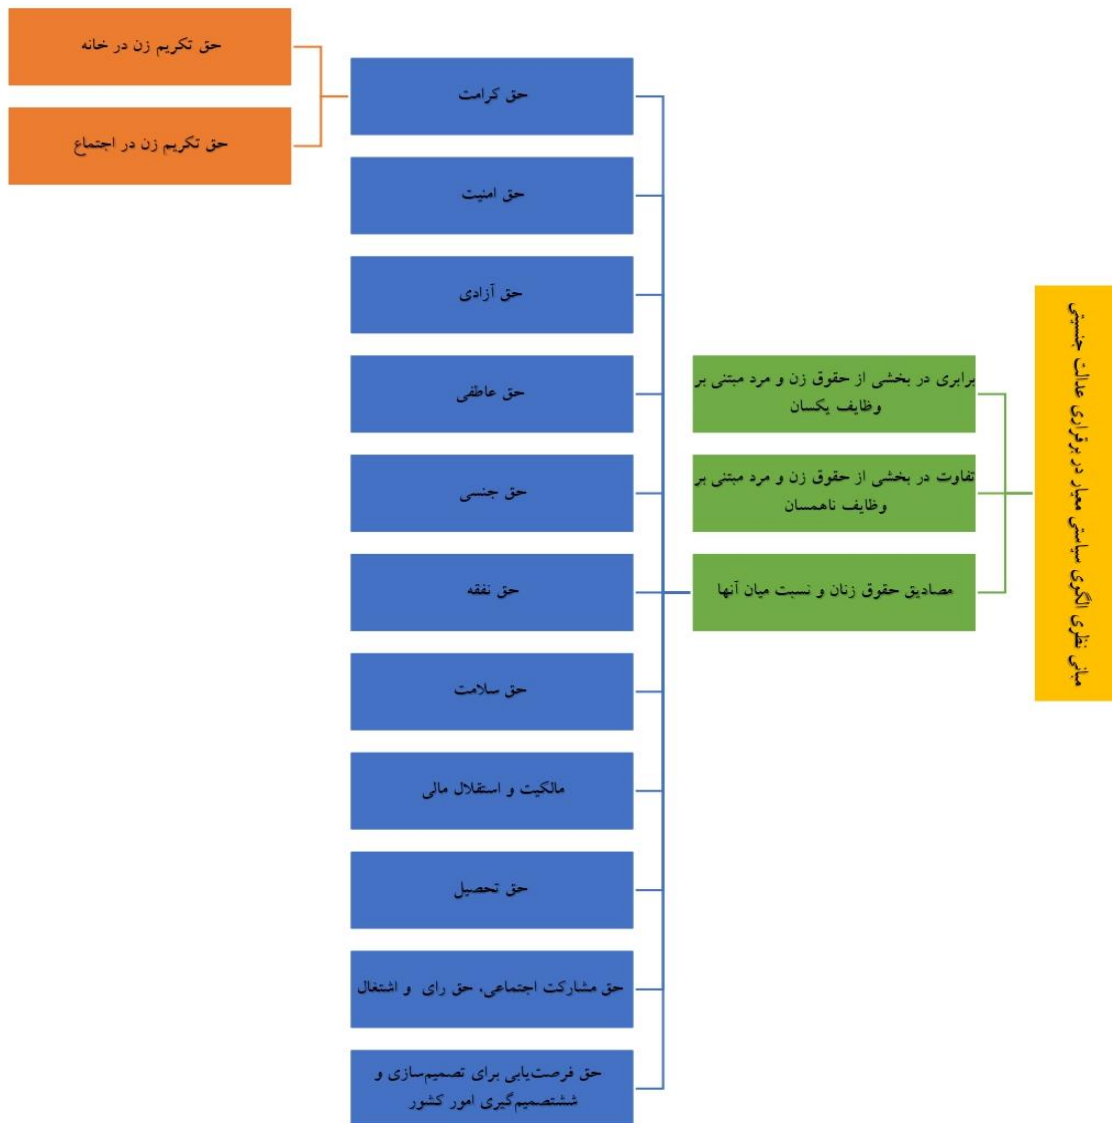 مبانی نظری الگوی سیاستی معیار در برقراری عدالت جنسیتی
برابری در بخشی از حقوق زن و مرد مبتنی بر
وظایف یکسان
تفاوت در بخشی از حقوق زن و مرد مبتنی بر
وظایف ناهمسان
مصادیق حقوق زنان و نسبت میان آنها
حق کرامت
حق امنیت
حق آزادی
حق عاطفی
حق جنسی
حق نفقه
حق سلامت
مالکیت و استقلال مالی
حق تحصیل
حق مشارکت اجتماعی، حق رای و اشتغال
حق فرصت‌یابی برای تصمیم‌سازی و
ششتصمیم‌گیری امور کشور
حق تکریم زن در خانه
حق تکریم زن در اجتماع